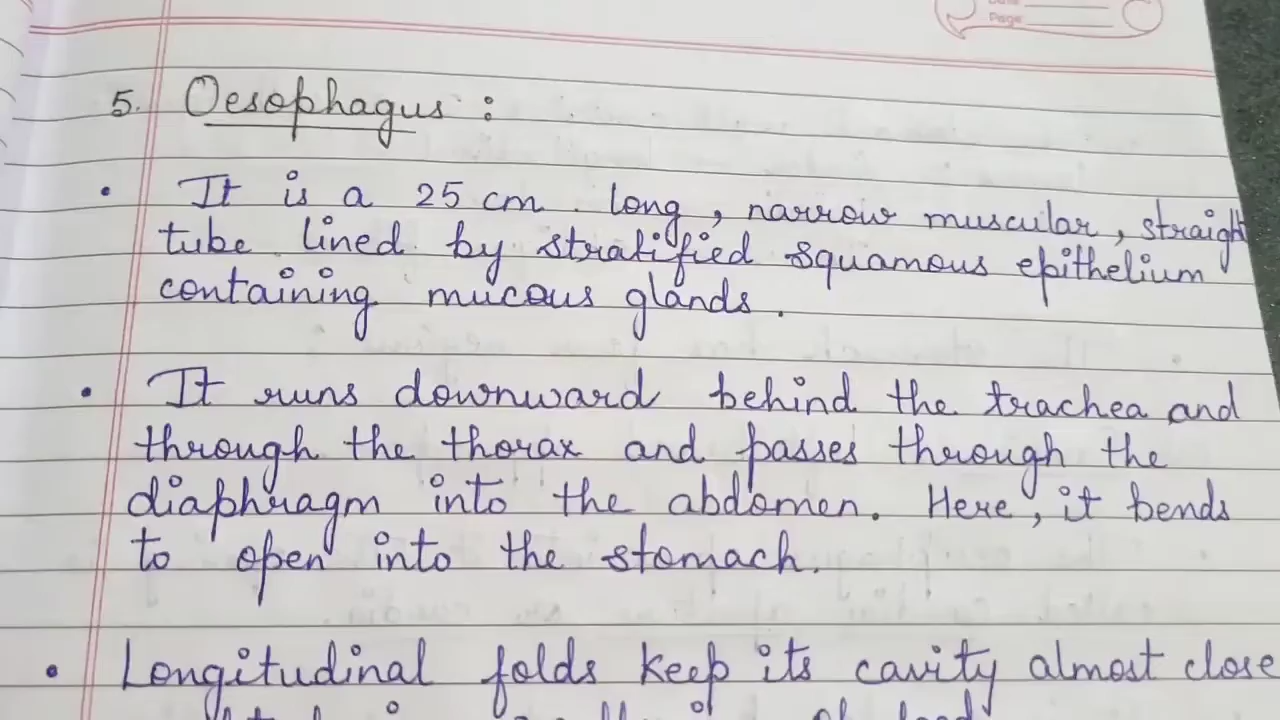 Page
5. Oesophagus :
• It is a 25 cm long, narrow muscular, straight
tube lined by stratified squamous epithelium
containing mucous glands.
• It runs downward behind the trachea and
through the thorax and passes through the
diaphragm into the abdomen. Here, it bends
to open into the stomach.
• Longitudinal folds keep its cavity almost close